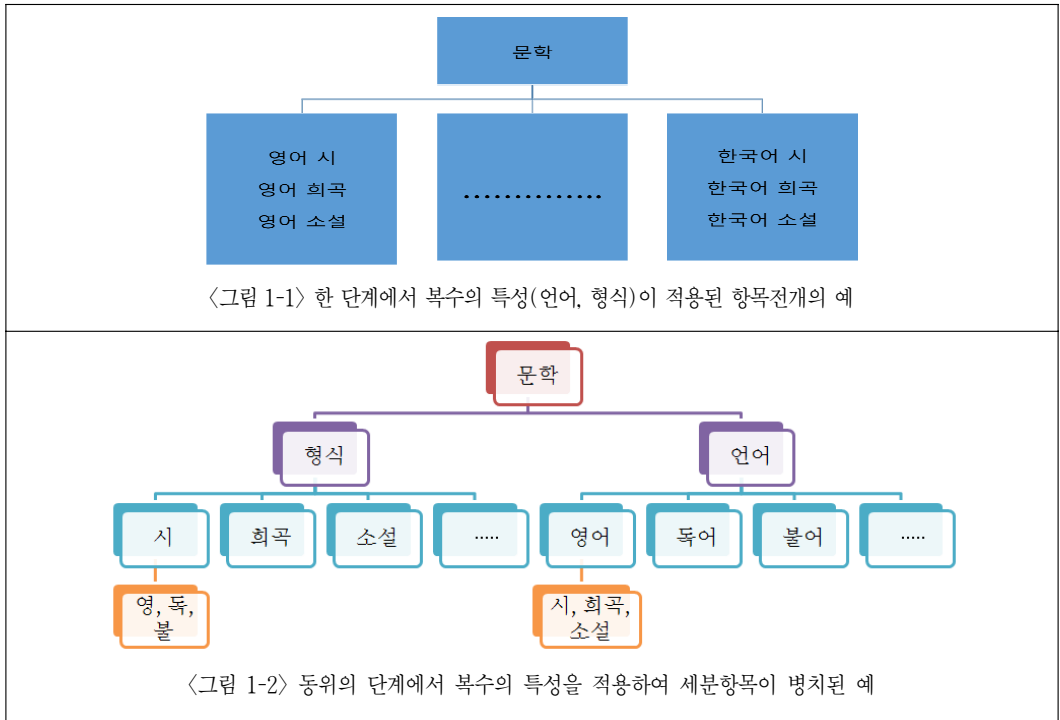 문학
영어 시
영어 희곡
영어 소설
..............
한국어 시
한국어 희곡
한국어 소설
〈그림 1-1〉 한 단계에서 복수의 특성(언어, 형식)이 적용된 항목전개의 예
문학
형식
언어
시
희곡
소설
.....
영어
독어
불어
.....
영, 독,
불
시, 희곡,
소설
〈그림 1-2〉 동위의 단계에서 복수의 특성을 적용하여 세분항목이 병치된 예